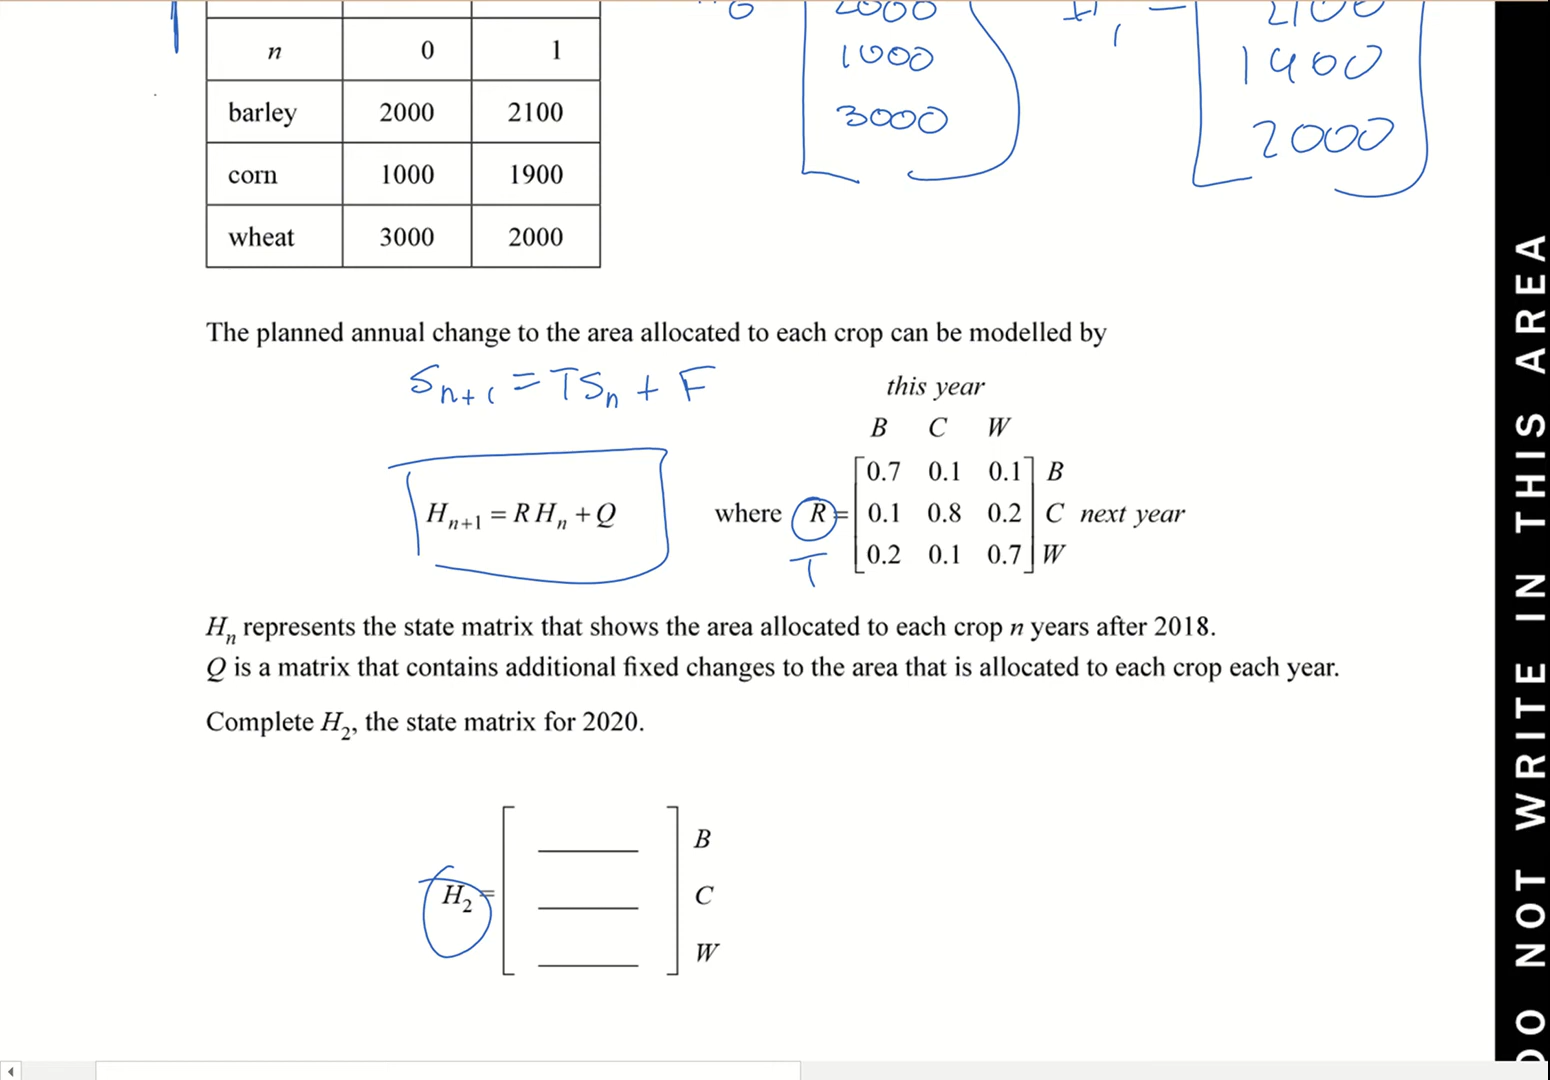 2000
2100
n 0 1
1000
1900
barley 2000 2100
3000
2000
corn 1000 1900
wheat 3000 2000
The planned annual change to the area allocated to each crop can be modelled by
Sn+1 = TSn + F
this year
B C W
0.7 0.1 0.1 B
Hn+1 = R Hn + Q where R = 0.1 0.8 0.2 C next year
T
0.2 0.1 0.7 W
Hn represents the state matrix that shows the area allocated to each crop n years after 2018.
Q is a matrix that contains additional fixed changes to the area that is allocated to each crop each year.
Complete H2, the state matrix for 2020.
B
H2 = C
W
DO NOT WRITE IN THIS AREA